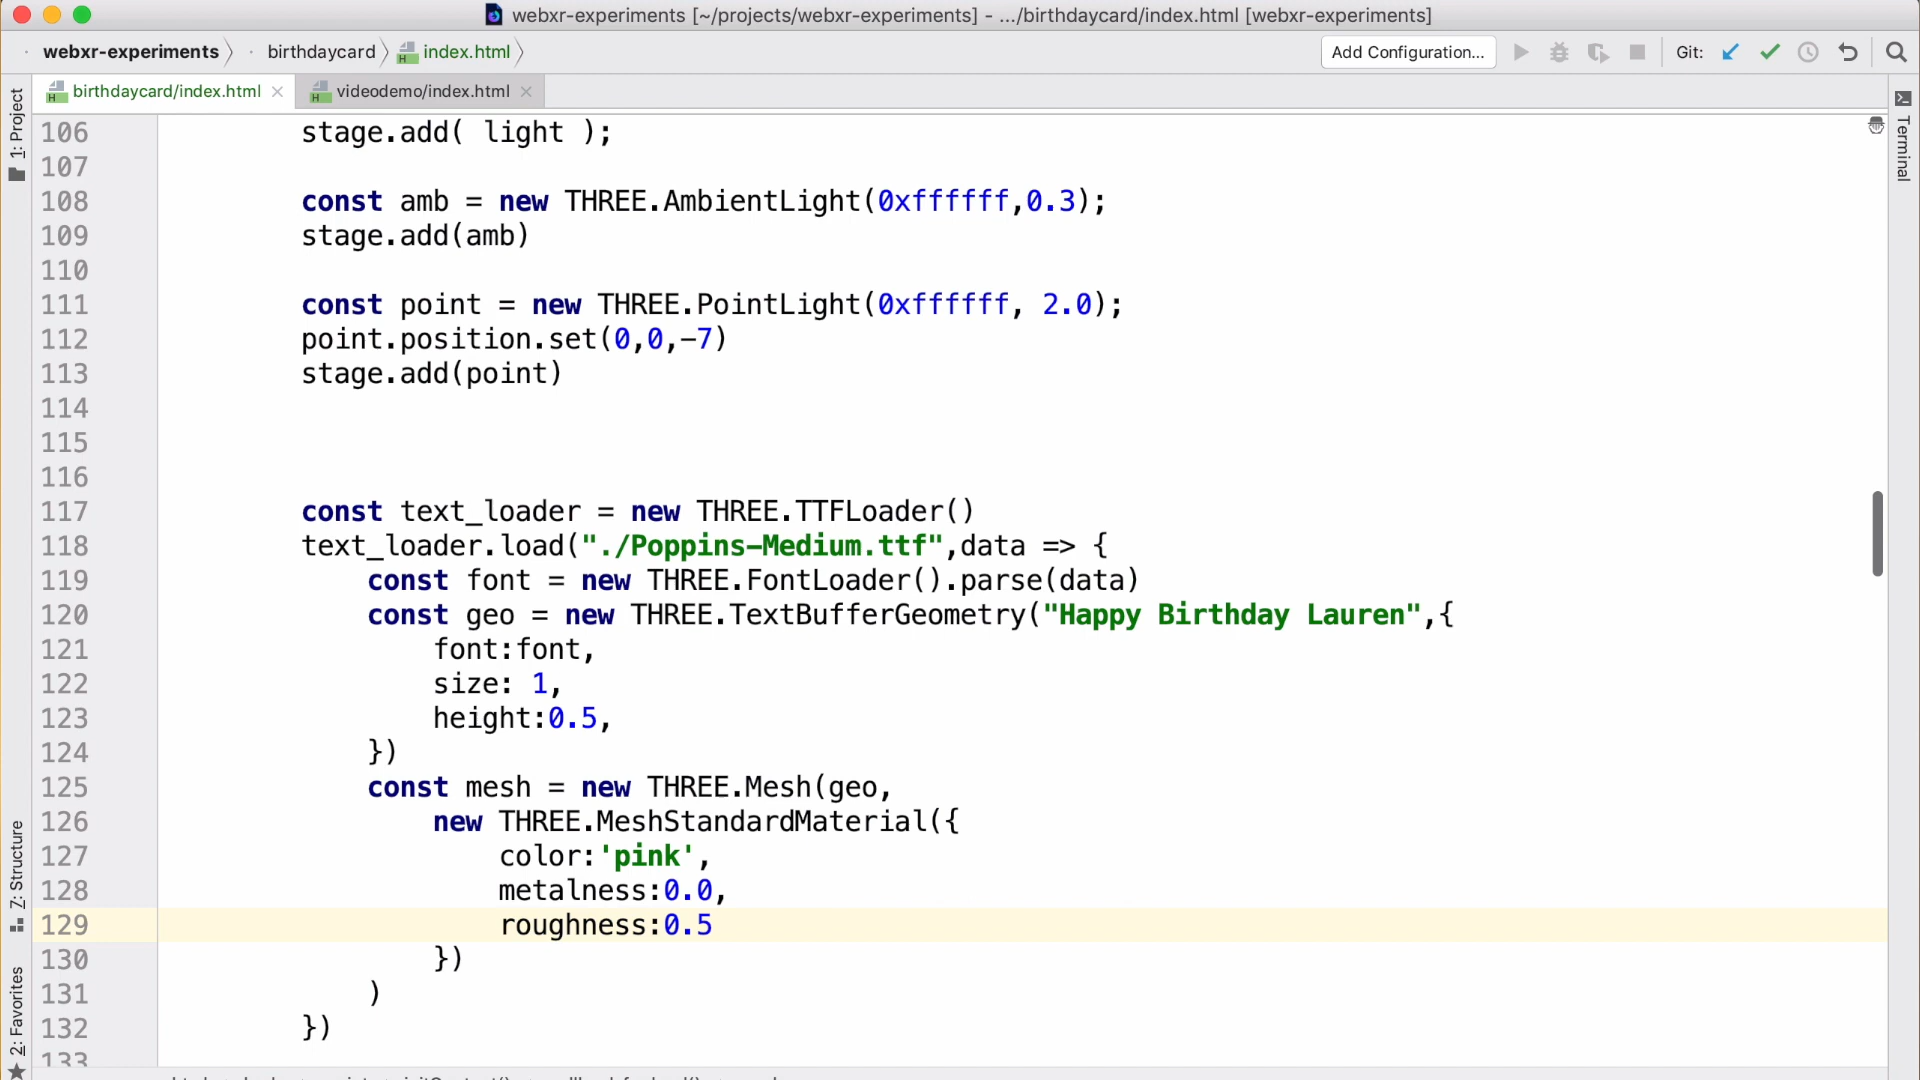 webxr-experiments [~/projects/webxr-experiments] - .../birthdaycard/index.html [webxr-experiments]
webxr-experiments birthdaycard index.html Add Configuration... Git:
birthdaycard/index.html videodemo/index.html
1: Project
Terminal
106 stage.add( light );
107
108 const amb = new THREE.AmbientLight(0xffffff,0.3);
109 stage.add(amb)
110
111 const point = new THREE.PointLight(0xffffff, 2.0);
112 point.position.set(0,0,-7)
113 stage.add(point)
114
115
116
117 const text_loader = new THREE.TTFLoader()
118 text_loader.load("./Poppins-Medium.ttf",data => {
119 const font = new THREE.FontLoader().parse(data)
120 const geo = new THREE.TextBufferGeometry("Happy Birthday Lauren",{
121 font:font,
122 size: 1,
123 height:0.5,
124 })
125 const mesh = new THREE.Mesh(geo,
126 new THREE.MeshStandardMaterial({
127 color:'pink',
128 metalness:0.0,
129 roughness:0.5
130 })
131 )
132 })
133
7: Structure
2: Favorites